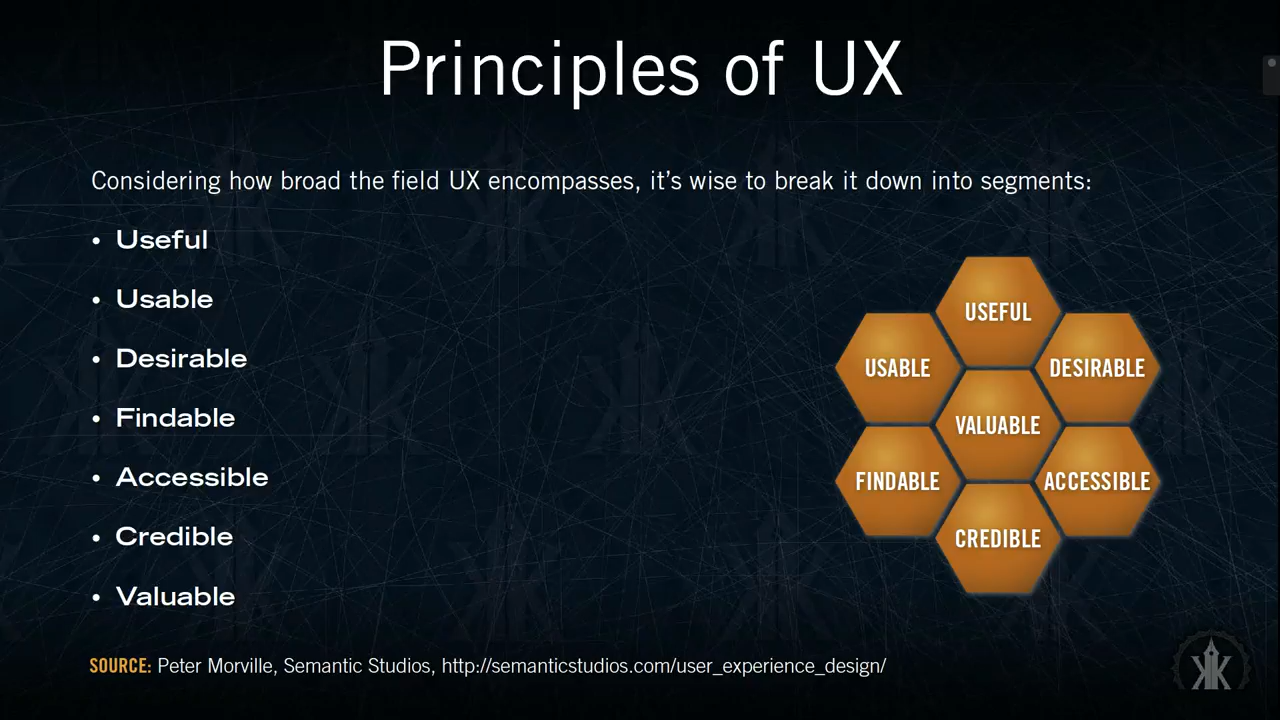 Principles of UX
Considering how broad the field UX encompasses, it's wise to break it down into segments:
• Useful
• Usable
• Desirable
• Findable
• Accessible
• Credible
• Valuable
USEFUL
USABLE
DESIRABLE
VALUABLE
FINDABLE
ACCESSIBLE
CREDIBLE
SOURCE: Peter Morville, Semantic Studios, http://semanticstudios.com/user_experience_design/